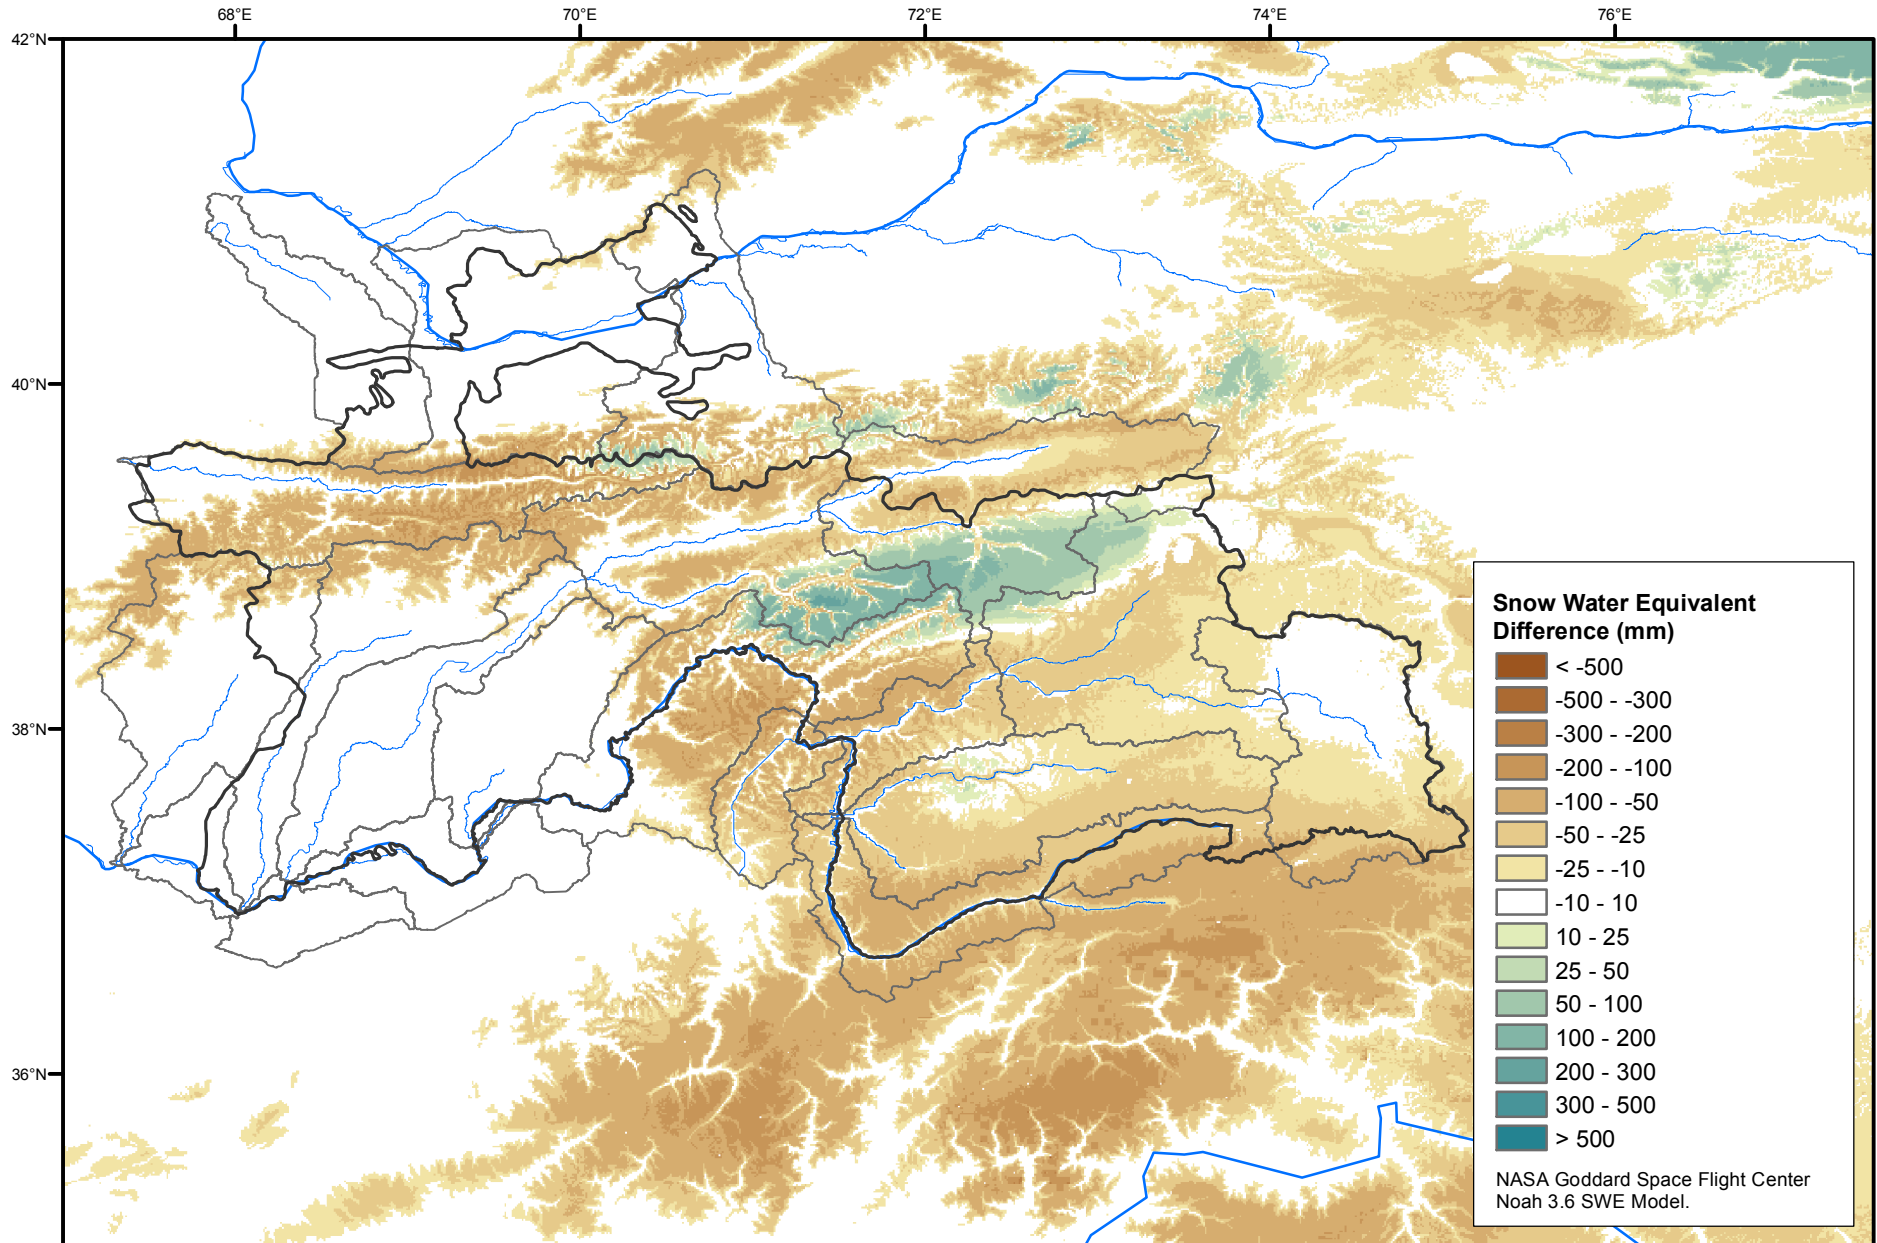 68°E
70°E
72°E
74°E
76°E
42°N
40°N
38°N
36°N
Snow Water Equivalent
Difference (mm)
< -500
-500 - -300
-300 - -200
-200 - -100
-100 - -50
-50 - -25
-25 - -10
-10 - 10
10 - 25
25 - 50
50 - 100
100 - 200
200 - 300
300 - 500
> 500
NASA Goddard Space Flight Center
Noah 3.6 SWE Model.